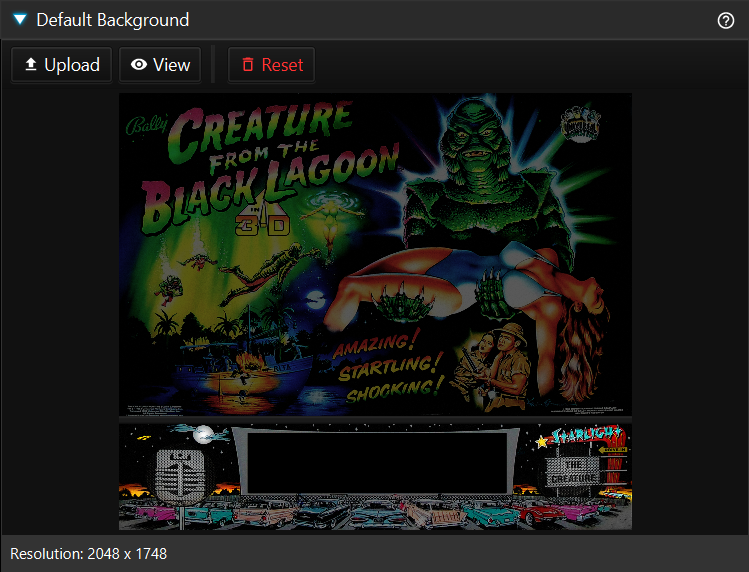 Default Background
Upload
View
Reset
Bally
CREATURE
FROM THE
BLACK LAGOON
IN
3-D
AMAZING!
STARTLING!
SHOCKING!
STARLIGHT
THE
CREATURE
Resolution: 2048 x 1748